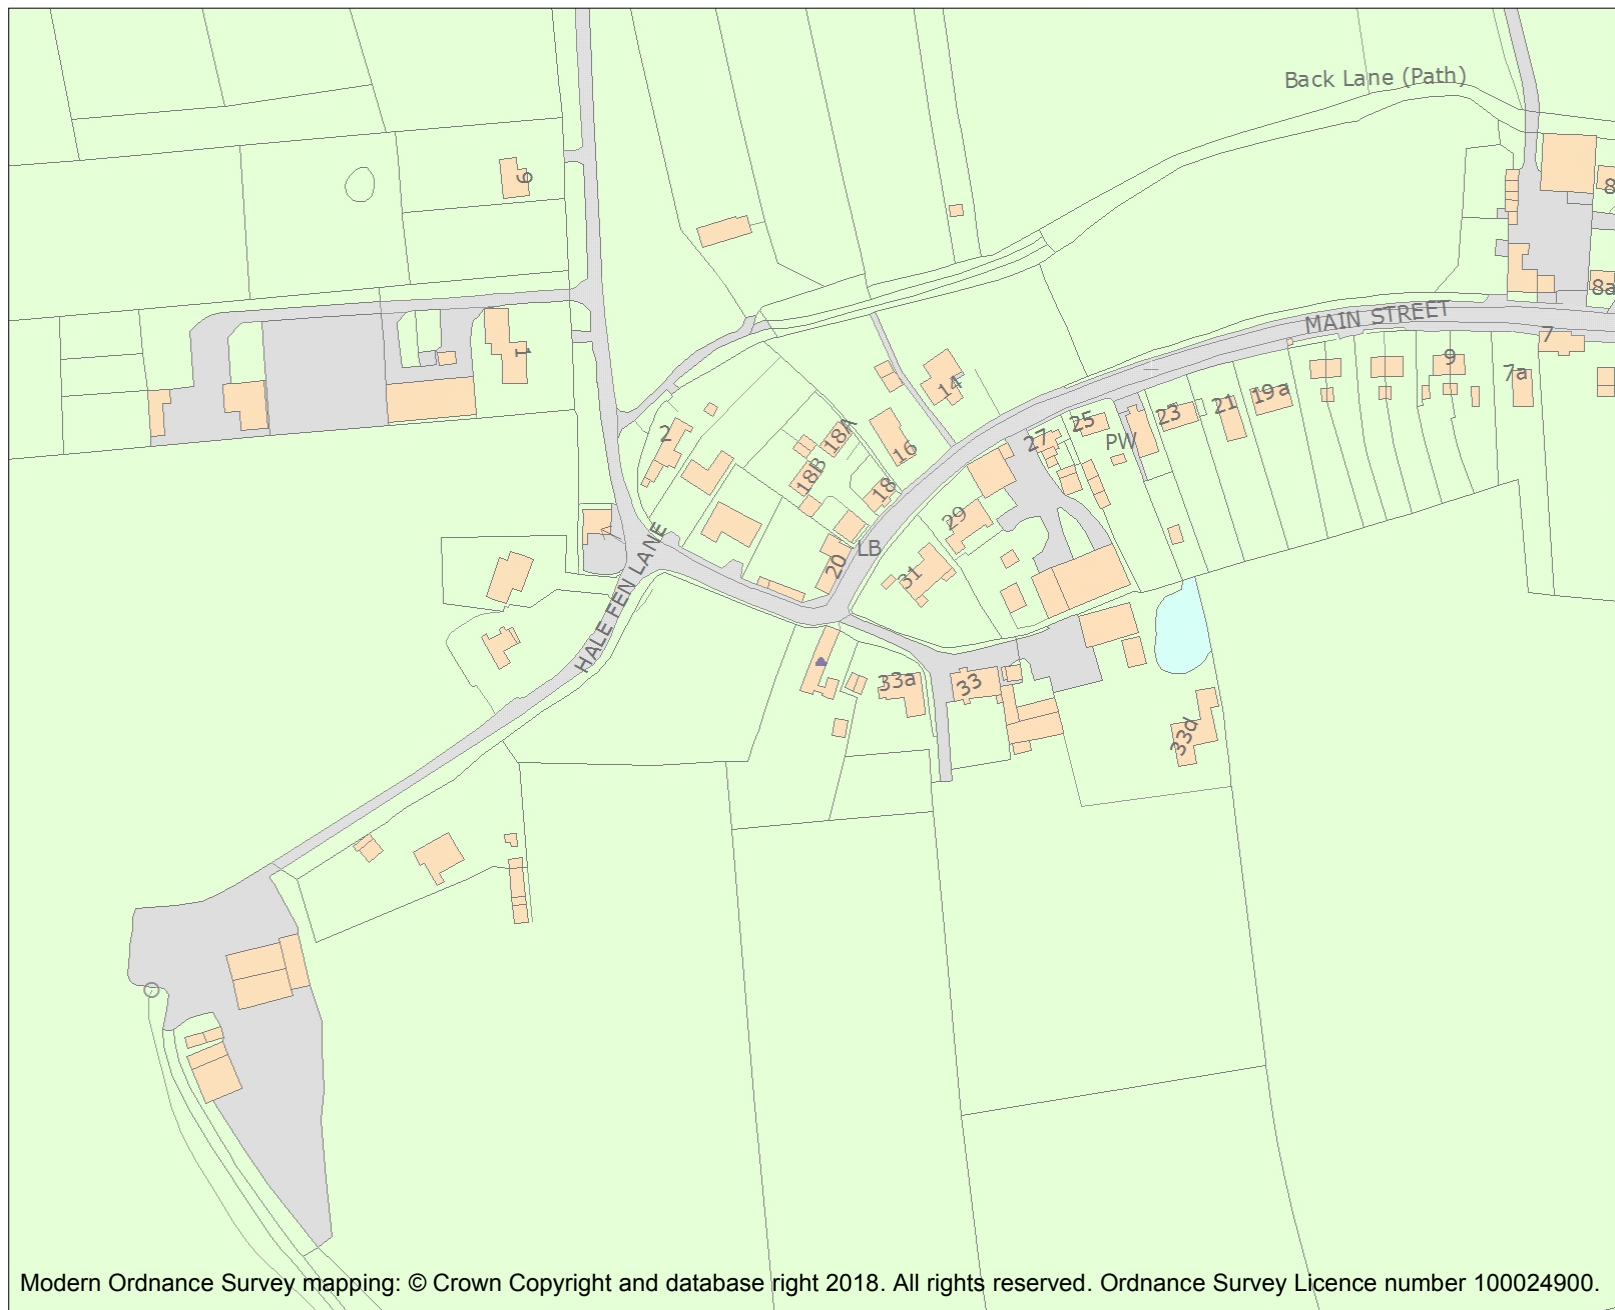 Back Lane (Path)
6
8
8a
MAIN STREET
7
1
9
7a
14
19a
2
18A
16
27
25
PW
23
21
18B
18
29
LB
HALE FEN LANE
20
31
33a
33
33d
Modern Ordnance Survey mapping: © Crown Copyright and database right 2018. All rights reserved. Ordnance Survey Licence number 100024900.